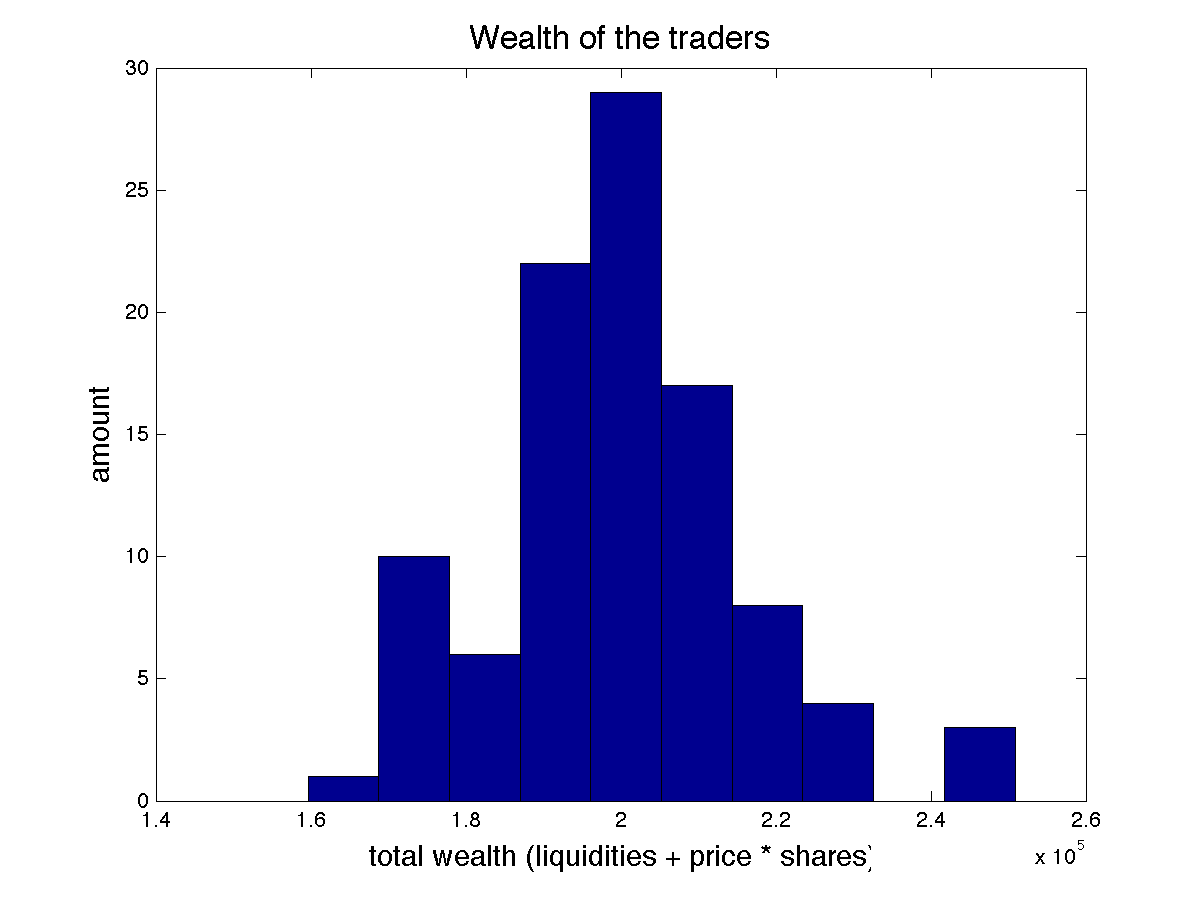 Wealth of the traders
30
25
20
15
10
5
0
amount
1.4 1.6 1.8 2 2.2 2.4 2.6
x 10^5
total wealth (liquidities + price * shares)